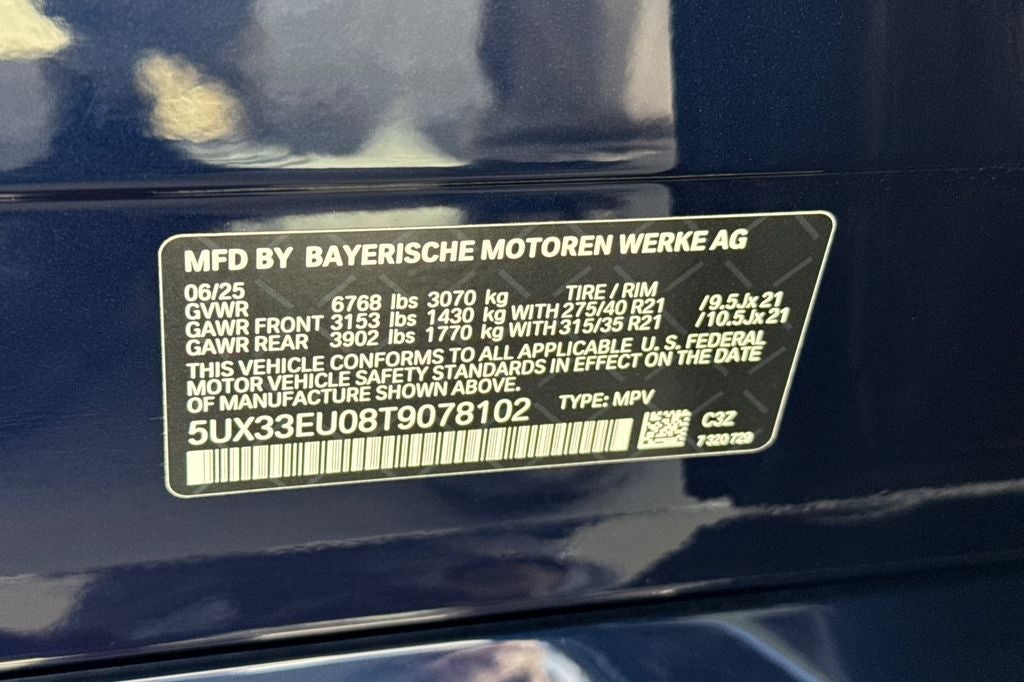 MFD BY BAYERISCHE MOTOREN WERKE AG
06/25
GVWR 6768 lbs 3070 kg TIRE / RIM
GAWR FRONT 3153 lbs 1430 kg WITH 275/40 R21 /9.5Jx21
GAWR REAR 3902 lbs 1770 kg WITH 315/35 R21 /10.5Jx21
THIS VEHICLE CONFORMS TO ALL APPLICABLE U.S. FEDERAL
MOTOR VEHICLE SAFETY STANDARDS IN EFFECT ON THE DATE
OF MANUFACTURE SHOWN ABOVE.
5UX33EU08T9078102 TYPE: MPV
C3Z
7320729